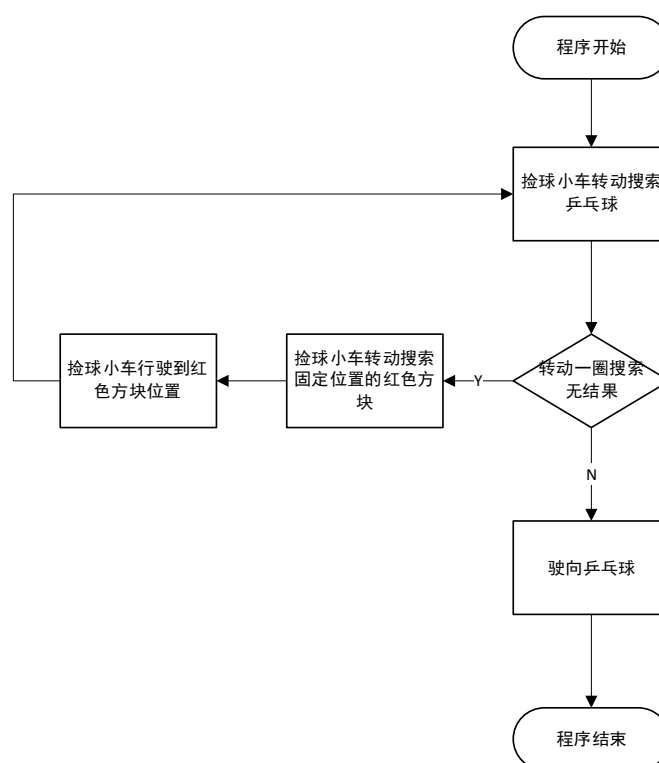 程序开始
捡球小车转动搜索
乒乓球
转动一圈搜索
无结果
Y
捡球小车转动搜索
固定位置的红色方
块
捡球小车行驶到红
色方块位置
N
驶向乒乓球
程序结束